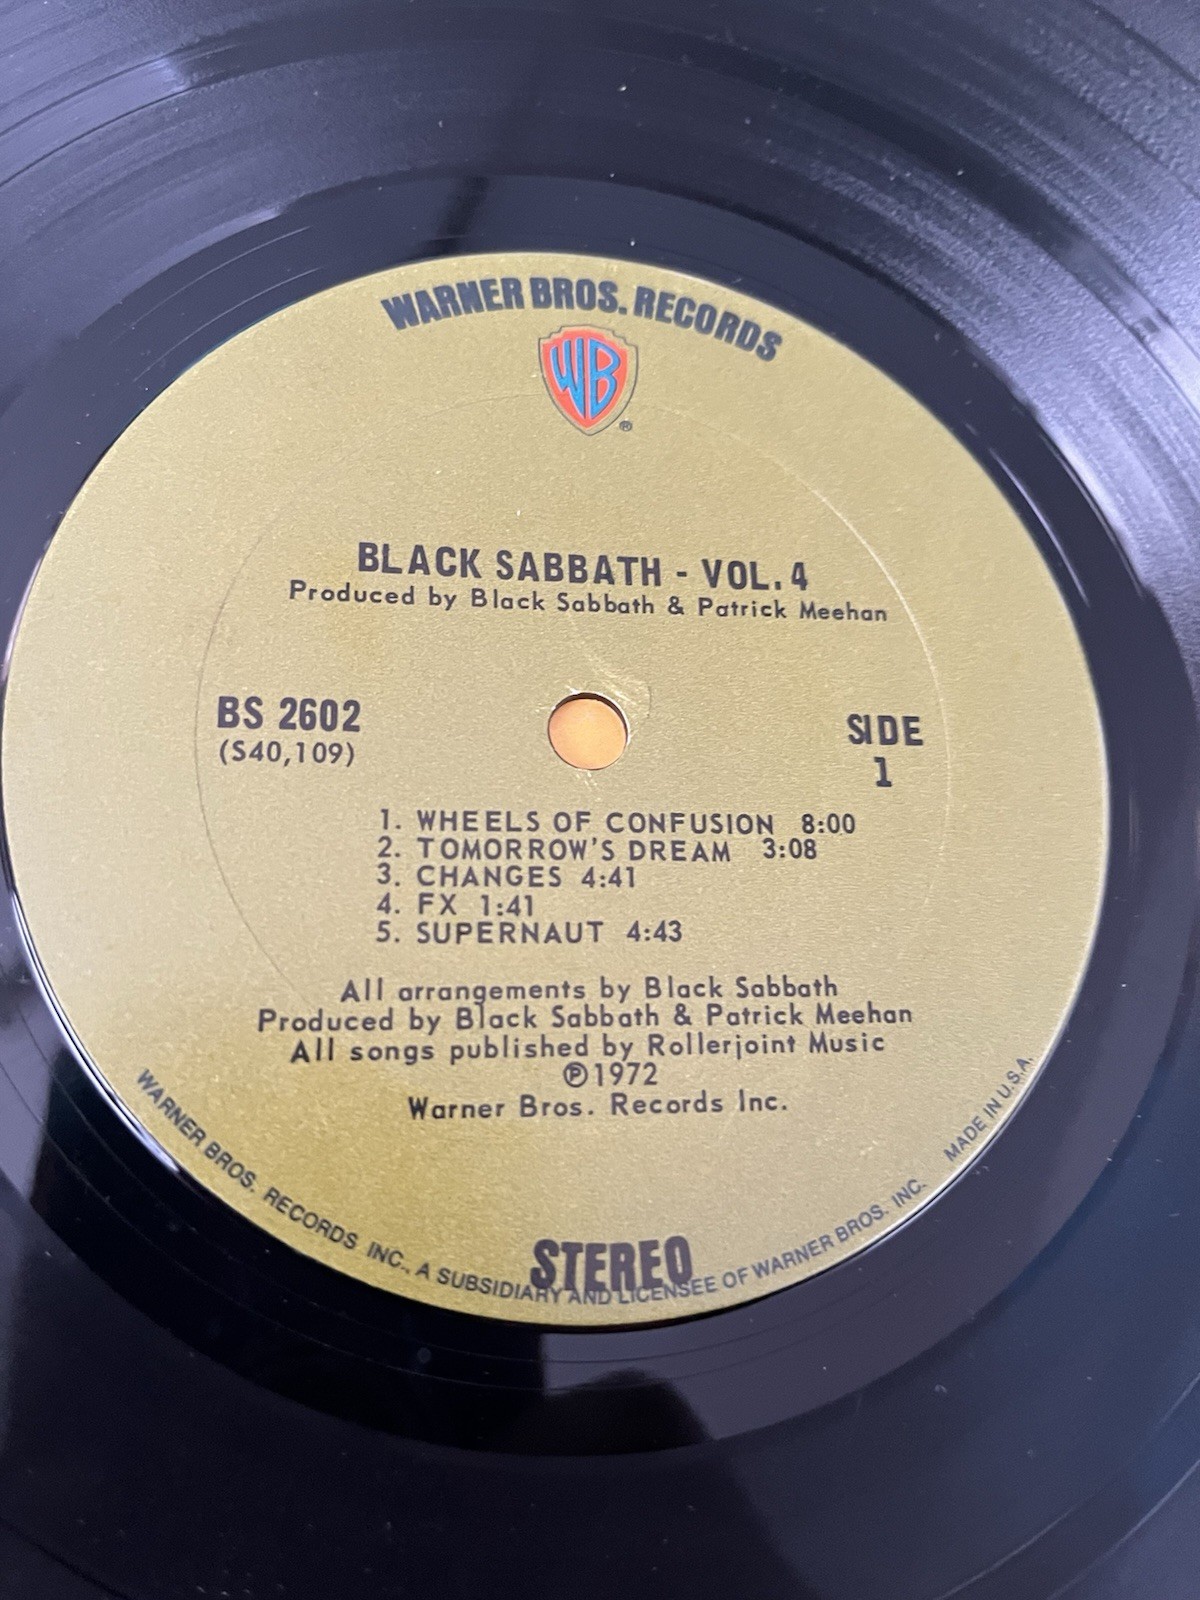 WARNER BROS. RECORDS
WB
®
BLACK SABBATH - VOL. 4
Produced by Black Sabbath & Patrick Meehan
BS 2602
(S40,109)
SIDE
1
1. WHEELS OF CONFUSION 8:00
2. TOMORROW'S DREAM 3:08
3. CHANGES 4:41
4. FX 1:41
5. SUPERNAUT 4:43
All arrangements by Black Sabbath
Produced by Black Sabbath & Patrick Meehan
All songs published by Rollerjoint Music
℗1972
Warner Bros. Records Inc.
STEREO
WARNER BROS. RECORDS INC., A SUBSIDIARY AND LICENSEE OF WARNER BROS. INC. MADE IN U.S.A.